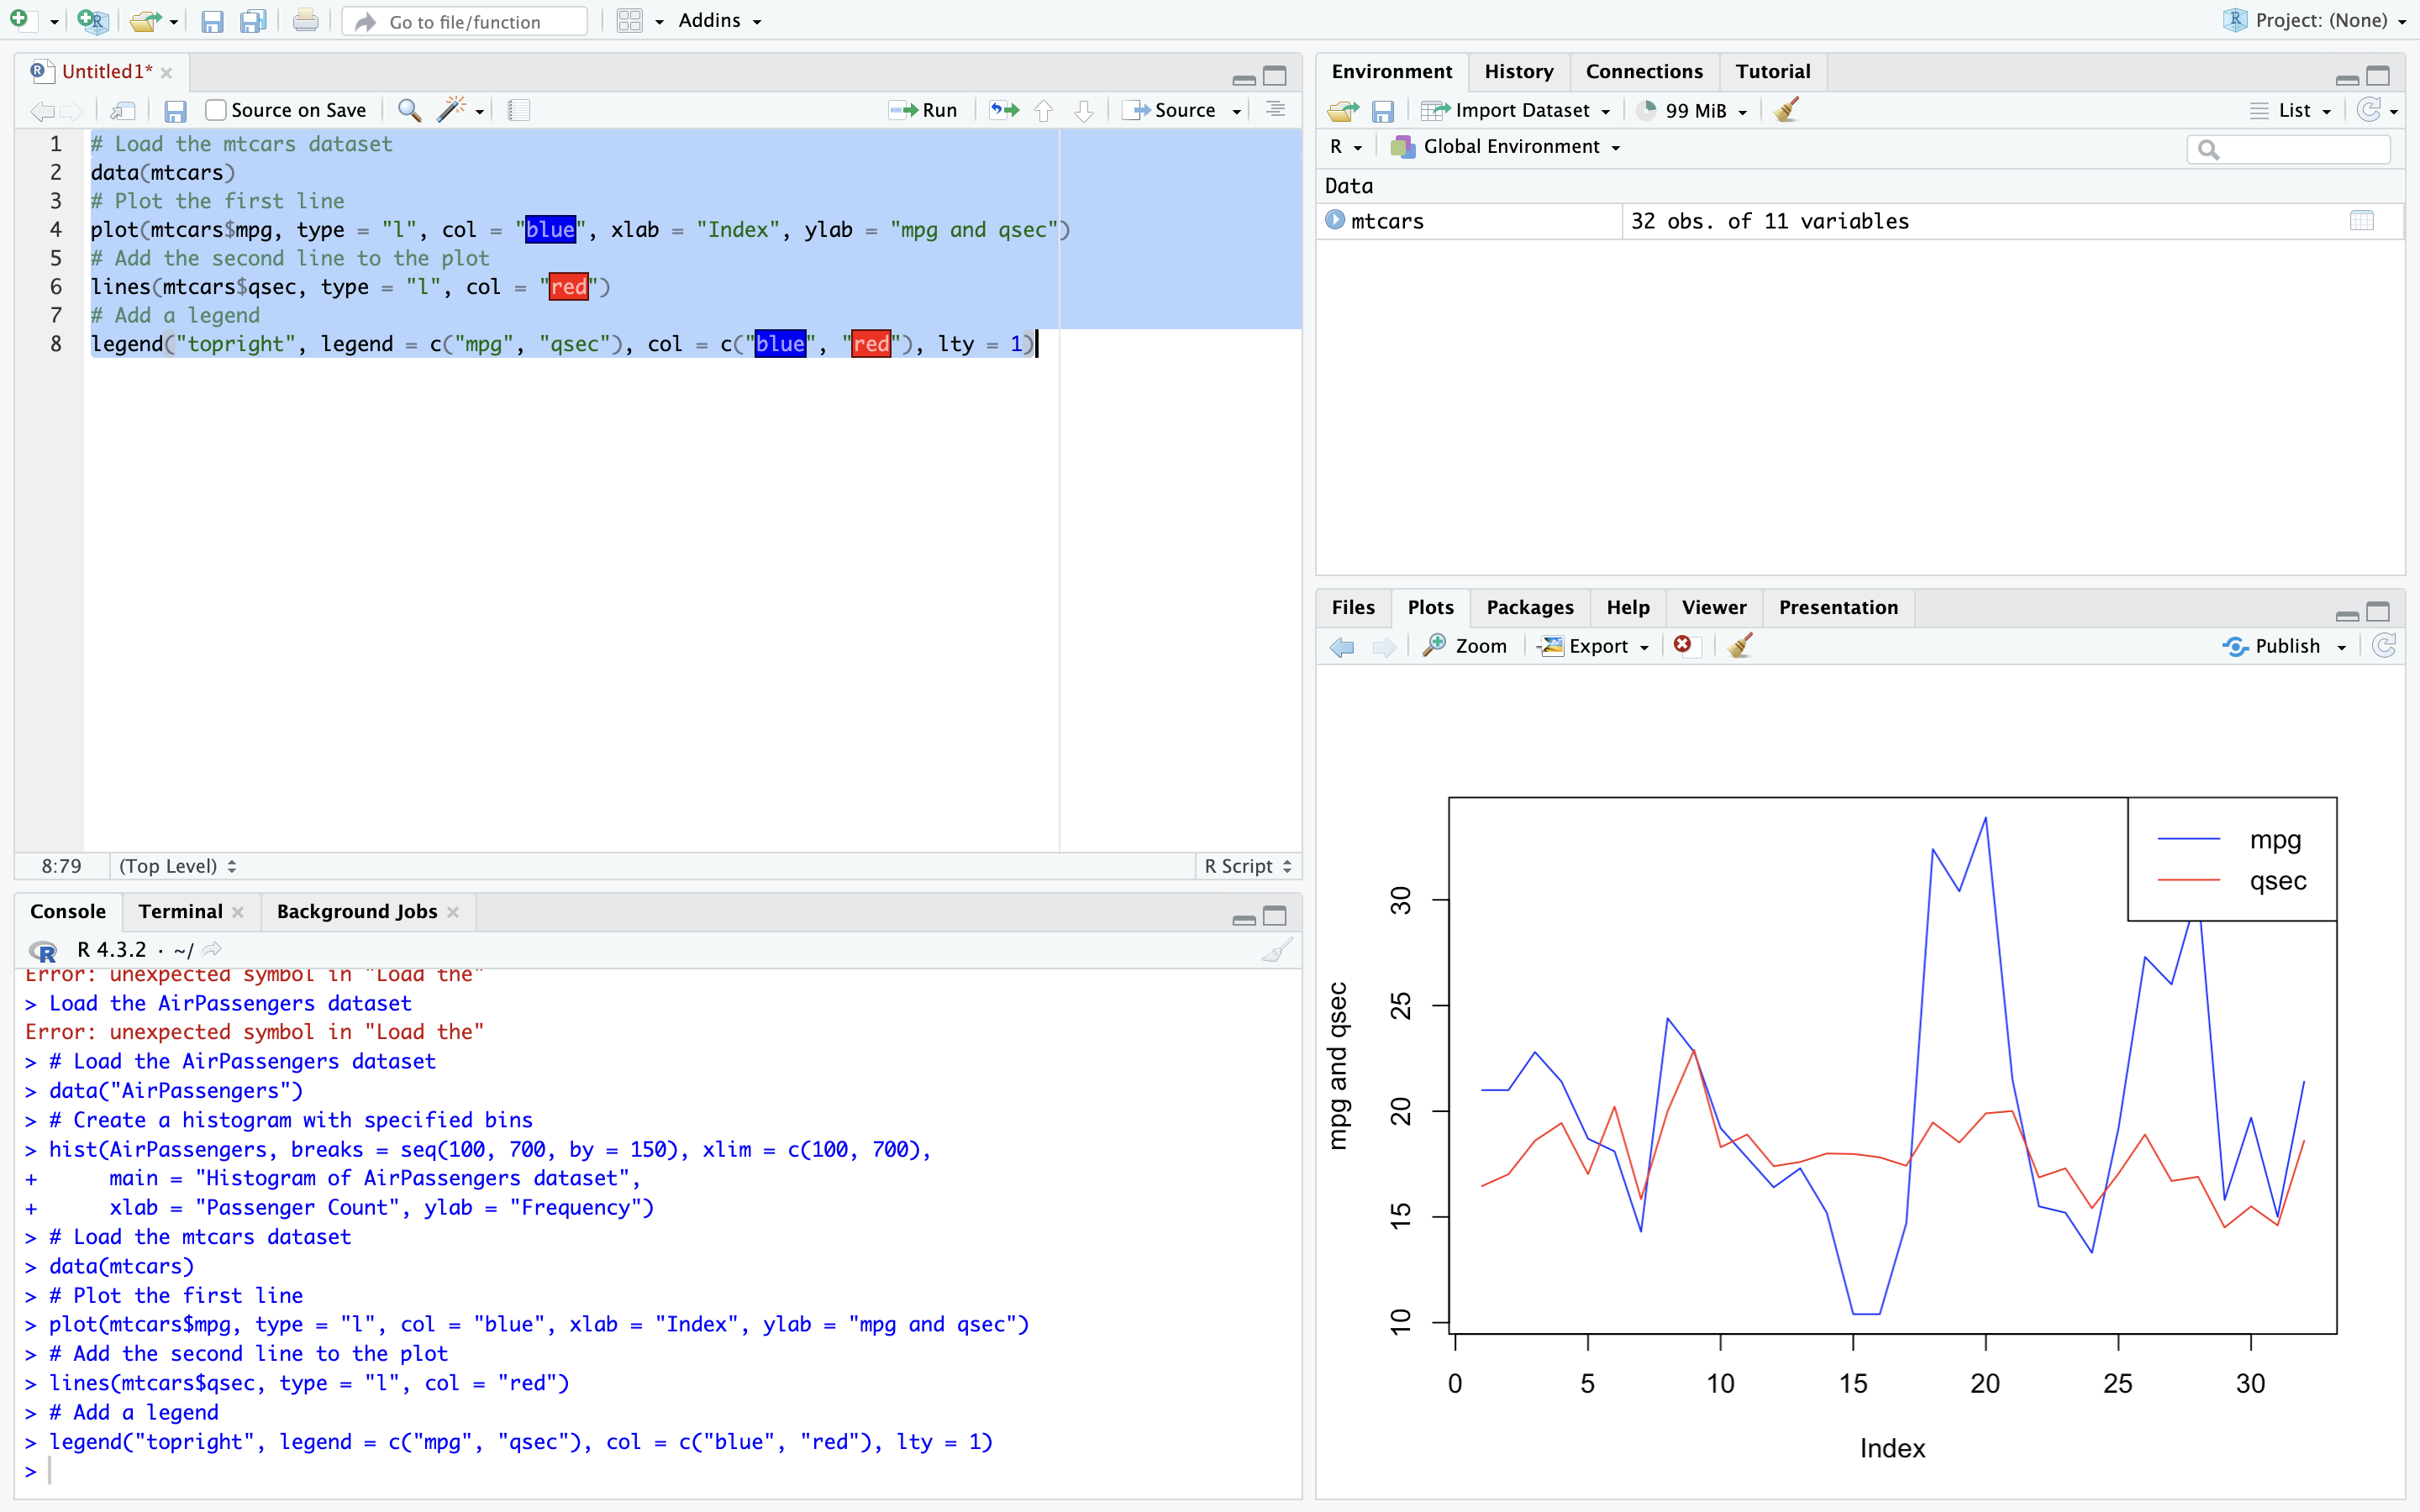 Go to file/function
Addins
Project: (None)
Untitled1*
Source on Save
Run
Source
1 # Load the mtcars dataset
2 data(mtcars)
3 # Plot the first line
4 plot(mtcars$mpg, type = "l", col = "blue", xlab = "Index", ylab = "mpg and qsec")
5 # Add the second line to the plot
6 lines(mtcars$qsec, type = "l", col = "red")
7 # Add a legend
8 legend("topright", legend = c("mpg", "qsec"), col = c("blue", "red"), lty = 1)
8:79 (Top Level) R Script
Console Terminal Background Jobs
R 4.3.2 · ~/
Error: unexpected symbol in "Load the"
> Load the AirPassengers dataset
Error: unexpected symbol in "Load the"
> # Load the AirPassengers dataset
> data("AirPassengers")
> # Create a histogram with specified bins
> hist(AirPassengers, breaks = seq(100, 700, by = 150), xlim = c(100, 700),
+      main = "Histogram of AirPassengers dataset",
+      xlab = "Passenger Count", ylab = "Frequency")
> # Load the mtcars dataset
> data(mtcars)
> # Plot the first line
> plot(mtcars$mpg, type = "l", col = "blue", xlab = "Index", ylab = "mpg and qsec")
> # Add the second line to the plot
> lines(mtcars$qsec, type = "l", col = "red")
> # Add a legend
> legend("topright", legend = c("mpg", "qsec"), col = c("blue", "red"), lty = 1)
>
Environment History Connections Tutorial
Import Dataset 99 MiB List
R Global Environment
Data
mtcars 32 obs. of 11 variables
Files Plots Packages Help Viewer Presentation
Zoom Export Publish
mpg
qsec
30
25
20
15
10
mpg and qsec
0 5 10 15 20 25 30
Index